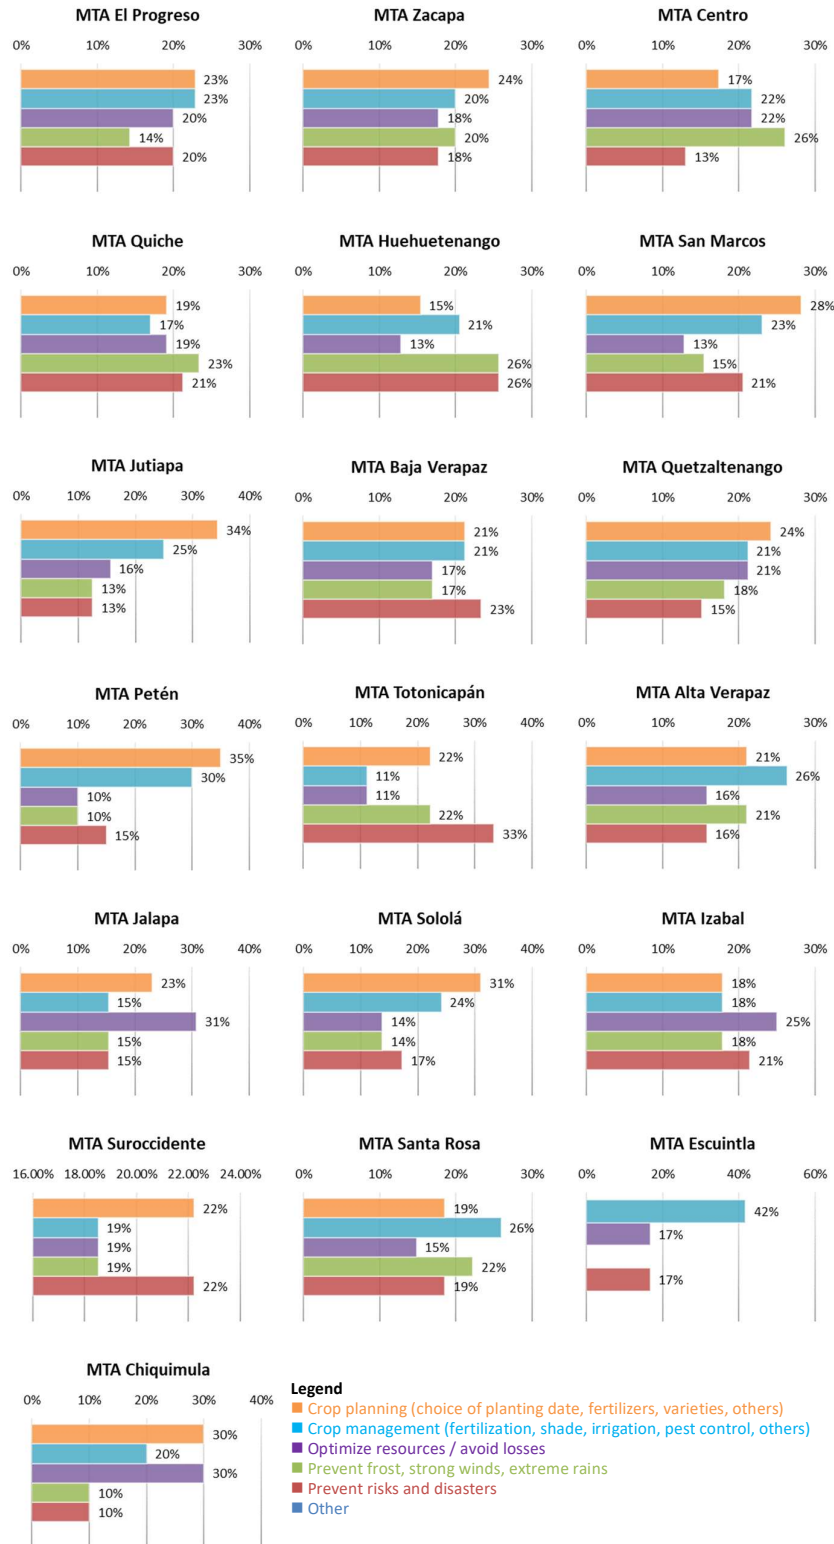 MTA El Progreso
0% 10% 20% 30%
23%
23%
20%
14%
20%
MTA Zacapa
0% 10% 20% 30%
24%
20%
18%
20%
18%
MTA Centro
0% 10% 20% 30%
17%
22%
22%
26%
13%
MTA Quiche
0% 10% 20% 30%
19%
17%
19%
23%
21%
MTA Huehuetenango
0% 10% 20% 30%
15%
21%
13%
26%
26%
MTA San Marcos
0% 10% 20% 30%
28%
23%
13%
15%
21%
MTA Jutiapa
0% 10% 20% 30% 40%
34%
25%
16%
13%
13%
MTA Baja Verapaz
0% 10% 20% 30%
21%
21%
17%
17%
23%
MTA Quetzaltenango
0% 10% 20% 30%
24%
21%
21%
18%
15%
MTA Petén
0% 10% 20% 30% 40%
35%
30%
10%
10%
15%
MTA Totonicapán
0% 10% 20% 30% 40%
22%
11%
11%
22%
33%
MTA Alta Verapaz
0% 10% 20% 30%
21%
26%
16%
21%
16%
MTA Jalapa
0% 10% 20% 30% 40%
23%
15%
31%
15%
15%
MTA Sololá
0% 10% 20% 30% 40%
31%
24%
14%
14%
17%
MTA Izabal
0% 10% 20% 30%
18%
18%
25%
18%
21%
MTA Suroccidente
16.00% 18.00% 20.00% 22.00% 24.00%
22%
19%
19%
19%
22%
MTA Santa Rosa
0% 10% 20% 30%
19%
26%
15%
22%
19%
MTA Escuintla
0% 20% 40% 60%
42%
17%
17%
MTA Chiquimula
0% 10% 20% 30% 40%
30%
20%
30%
10%
10%
Legend
Crop planning (choice of planting date, fertilizers, varieties, others)
Crop management (fertilization, shade, irrigation, pest control, others)
Optimize resources / avoid losses
Prevent frost, strong winds, extreme rains
Prevent risks and disasters
Other